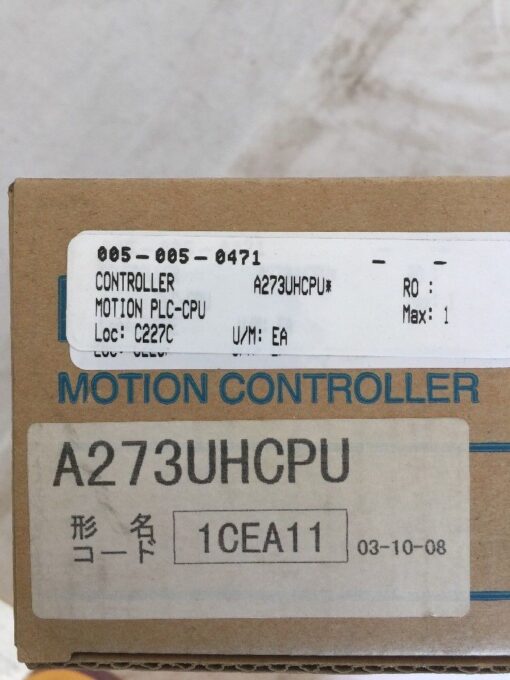 005-005-0471 - -
CONTROLLER A273UHCPU* RO :
MOTION PLC-CPU Max: 1
Loc: C227C U/M: EA
MOTION CONTROLLER
A273UHCPU
形名
コード 1CEA11 03-10-08